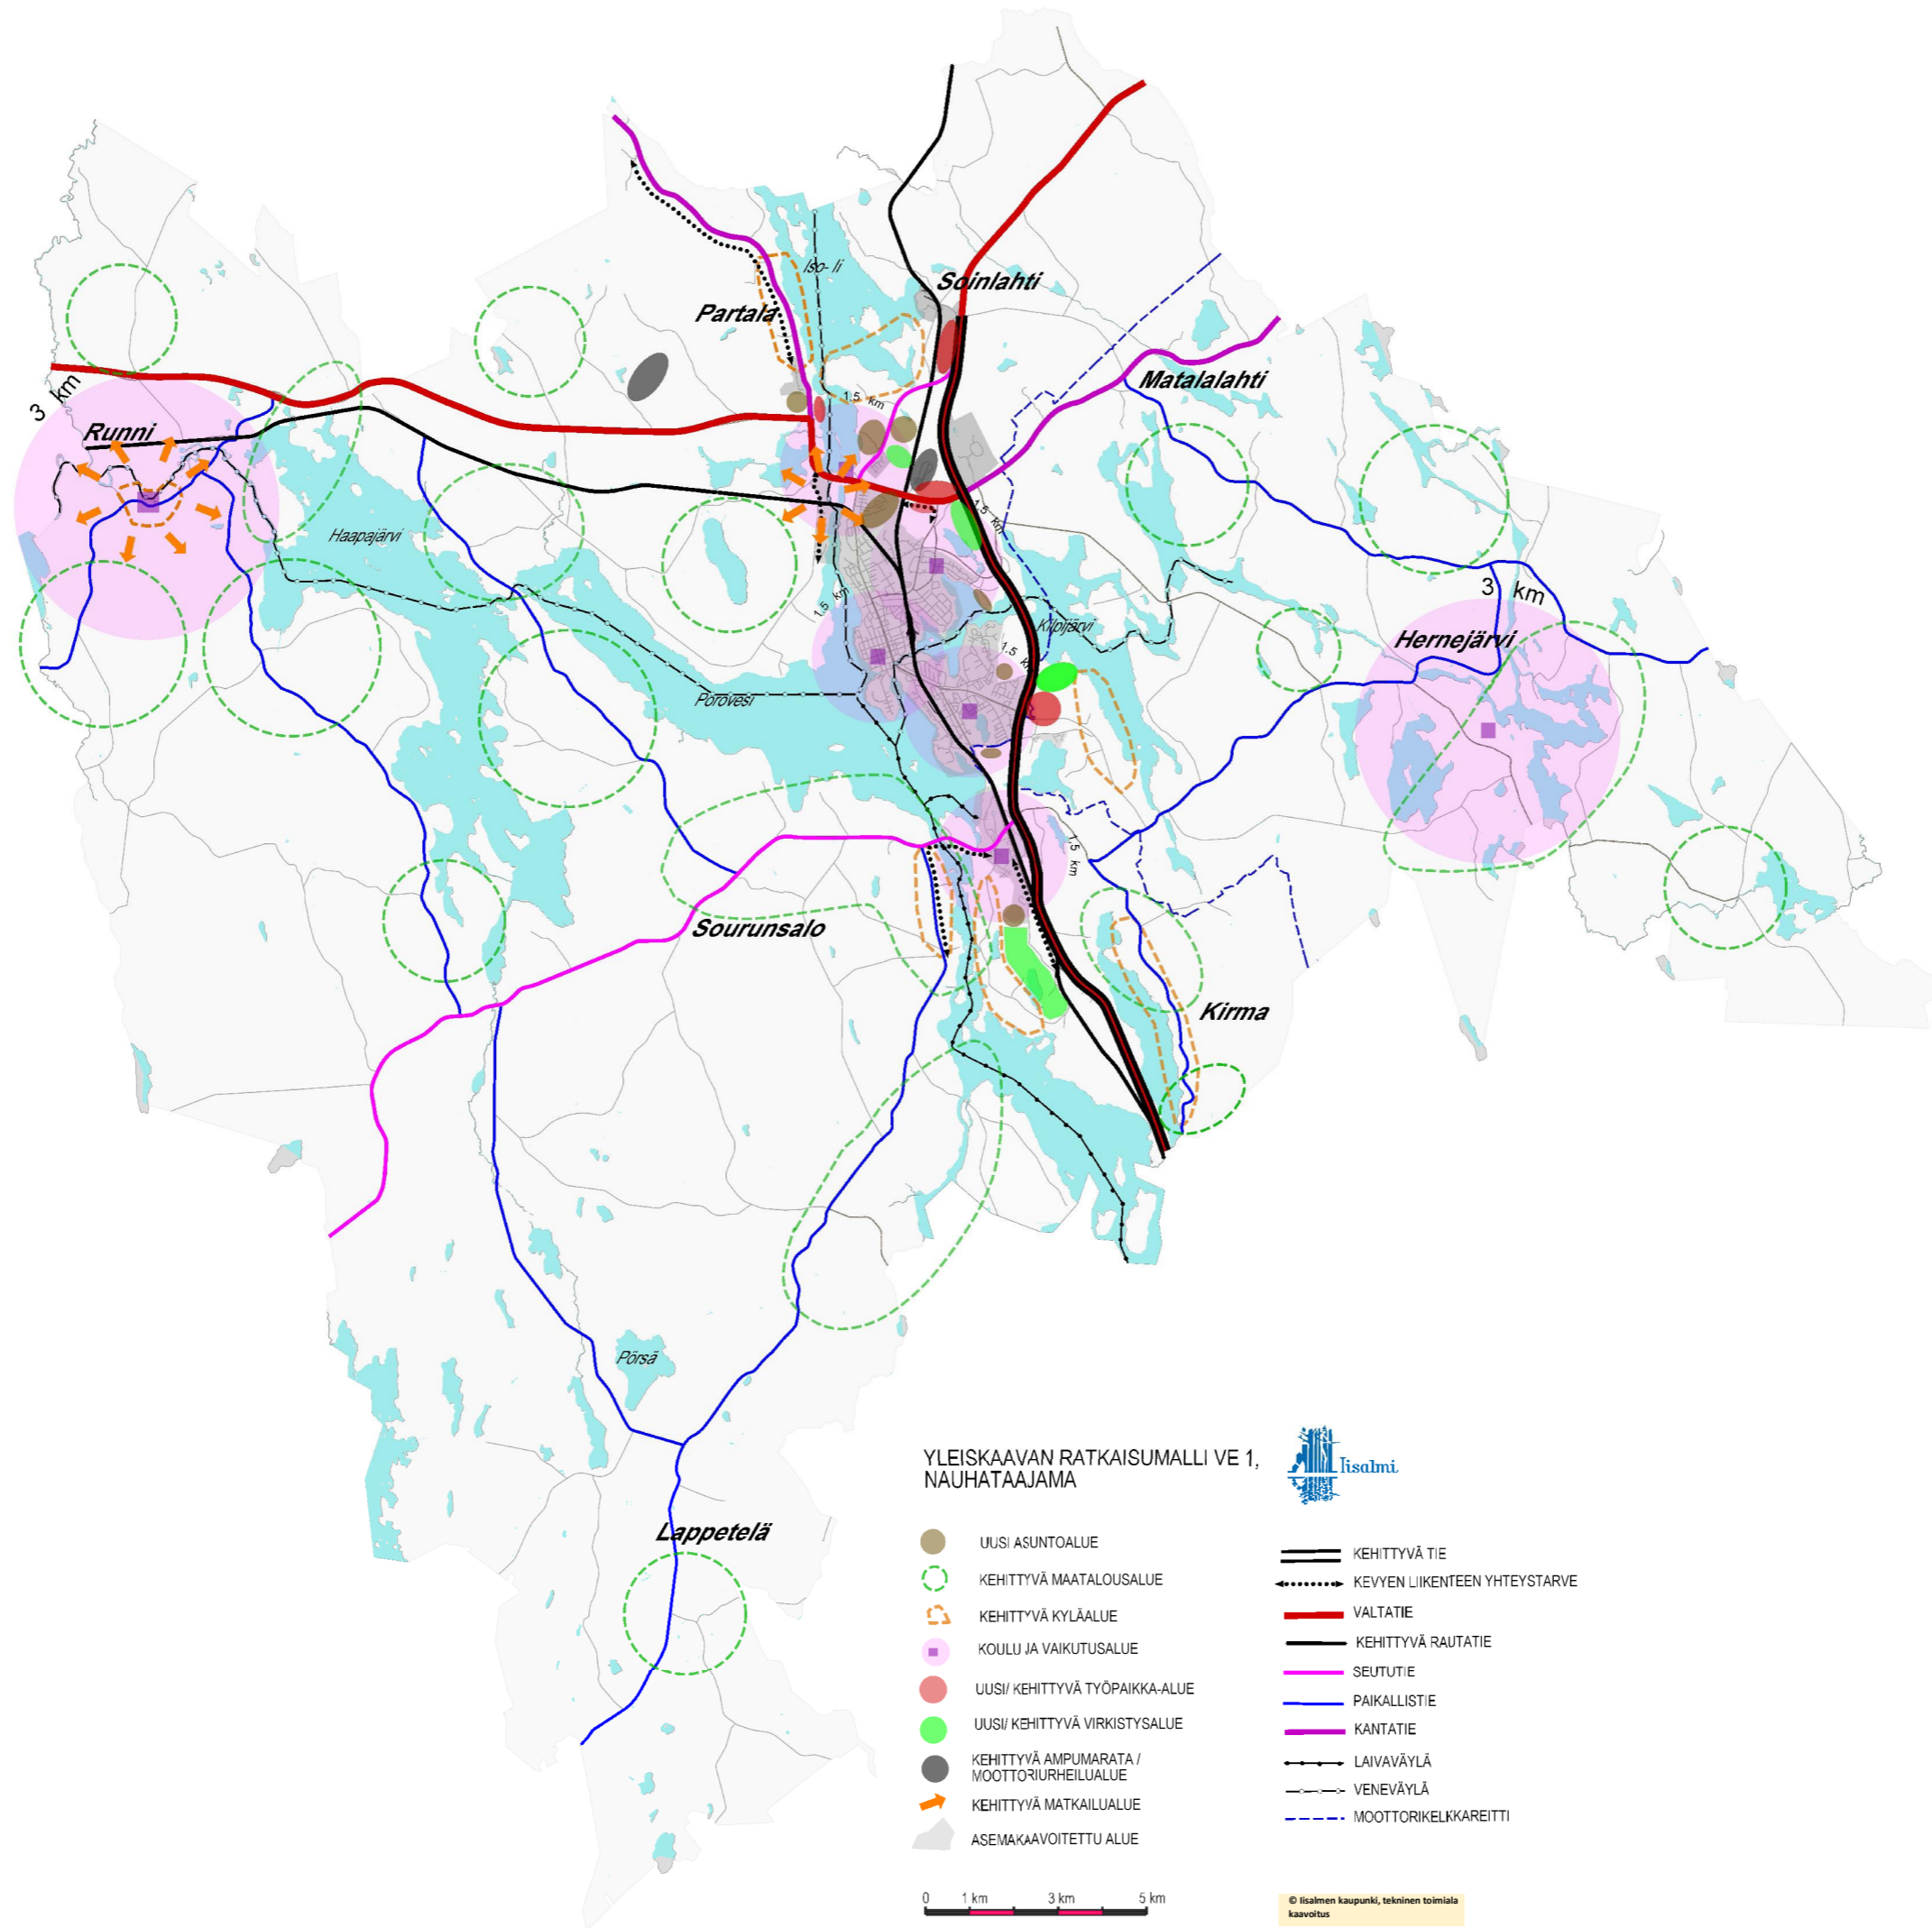 Iso- Ii
Soinlahti
Partala
Matalalahti
1.5 km
3 km
Runni
1.5 km
Haapajärvi
1.5 km
3 km
Kilpijärvi
Hernejärvi
1.5 km
Porovesi
1.5 km
Sourunsalo
Kirma
Pörsä
Lappetelä
YLEISKAAVAN RATKAISUMALLI VE 1,
NAUHATAAJAMA
Iisalmi
UUSI ASUNTOALUE
KEHITTYVÄ MAATALOUSALUE
KEHITTYVÄ KYLÄALUE
KOULU JA VAIKUTUSALUE
UUSI/ KEHITTYVÄ TYÖPAIKKA-ALUE
UUSI/ KEHITTYVÄ VIRKISTYSALUE
KEHITTYVÄ AMPUMARATA /
MOOTTORIURHEILUALUE
KEHITTYVÄ MATKAILUALUE
ASEMAKAAVOITETTU ALUE
KEHITTYVÄ TIE
KEVYEN LIIKENTEEN YHTEYSTARVE
VALTATIE
KEHITTYVÄ RAUTATIE
SEUTUTIE
PAIKALLISTIE
KANTATIE
LAIVAVÄYLÄ
VENEVÄYLÄ
MOOTTORIKELKKAREITTI
0 1 km 3 km 5 km
© Iisalmen kaupunki, tekninen toimiala
kaavoitus